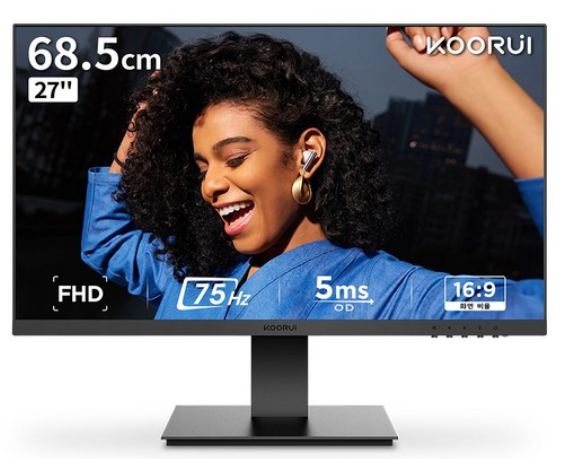 68.5cm
27''
KOORUI
FHD
75Hz
5ms
OD
16:9
화면 비율
KOORUI